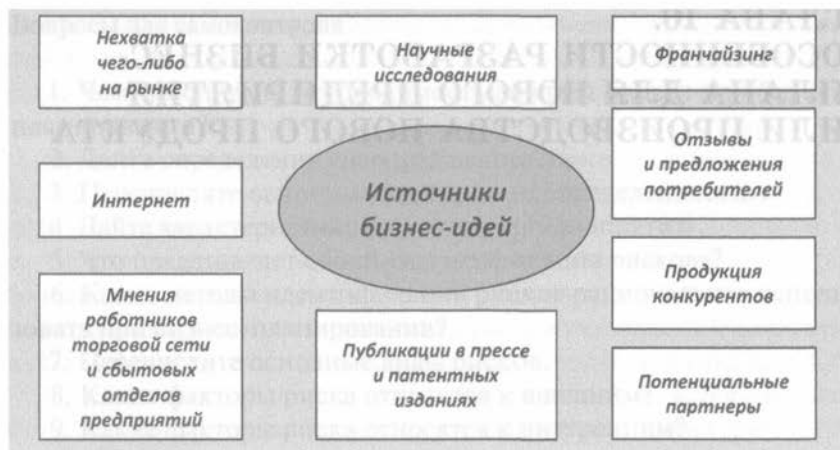 Нехватка
чего-либо
на рынке
Научные
исследования
Франчайзинг
Интернет
Источники
бизнес-идей
Отзывы
и предложения
потребителей
Мнения
работников
торговой сети
и сбытовых
отделов
предприятий
Публикации в прессе
и патентных
изданиях
Продукция
конкурентов
Потенциальные
партнеры